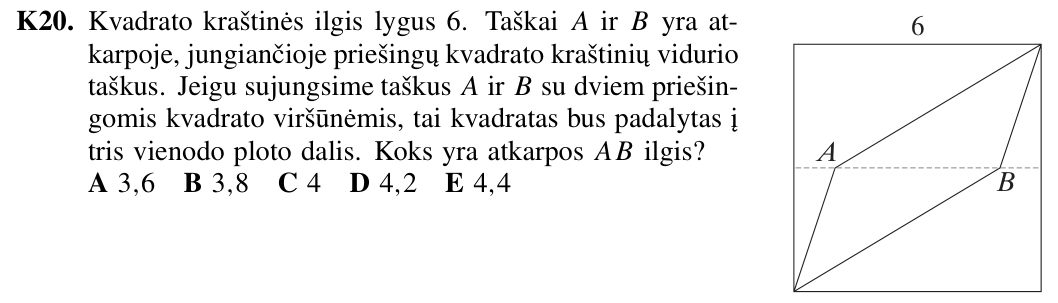 K20. Kvadrato kraštinės ilgis lygus 6. Taškai A ir B yra at-
karpoje, jungiančioje priešingų kvadrato kraštinių vidurio
taškus. Jeigu sujungsime taškus A ir B su dviem priešin-
gomis kvadrato viršūnėmis, tai kvadratas bus padalytas į
tris vienodo ploto dalis. Koks yra atkarpos AB ilgis?
A 3,6 B 3,8 C 4 D 4,2 E 4,4
6
A
B